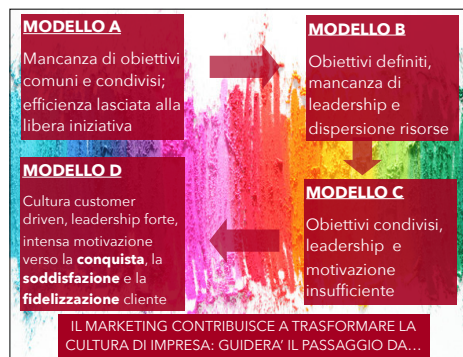 MODELLO A
Mancanza di obiettivi
comuni e condivisi;
efficienza lasciata alla
libera iniziativa
MODELLO B
Obiettivi definiti,
mancanza di
leadership e
dispersione risorse
MODELLO D
Cultura customer
driven, leadership forte,
intensa motivazione
verso la conquista, la
soddisfazione e la
fidelizzazione cliente
MODELLO C
Obiettivi condivisi,
leadership e
motivazione
insufficiente
IL MARKETING CONTRIBUISCE A TRASFORMARE LA
CULTURA DI IMPRESA: GUIDERA' IL PASSAGGIO DA…